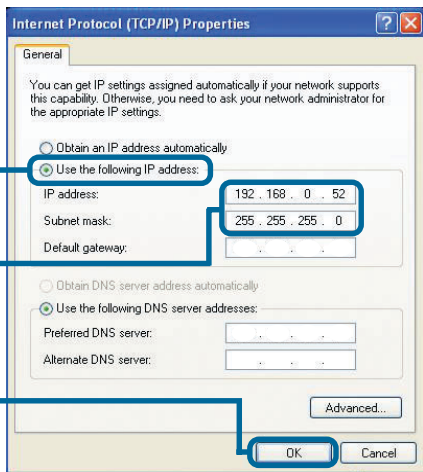 Internet Protocol (TCP/IP) Properties
General
You can get IP settings assigned automatically if your network supports
this capability. Otherwise, you need to ask your network administrator for
the appropriate IP settings.
Obtain an IP address automatically
Use the following IP address:
IP address: 192 . 168 . 0 . 52
Subnet mask: 255 . 255 . 255 . 0
Default gateway: . . .
Obtain DNS server address automatically
Use the following DNS server addresses:
Preferred DNS server: . . .
Alternate DNS server: . . .
Advanced...
OK Cancel